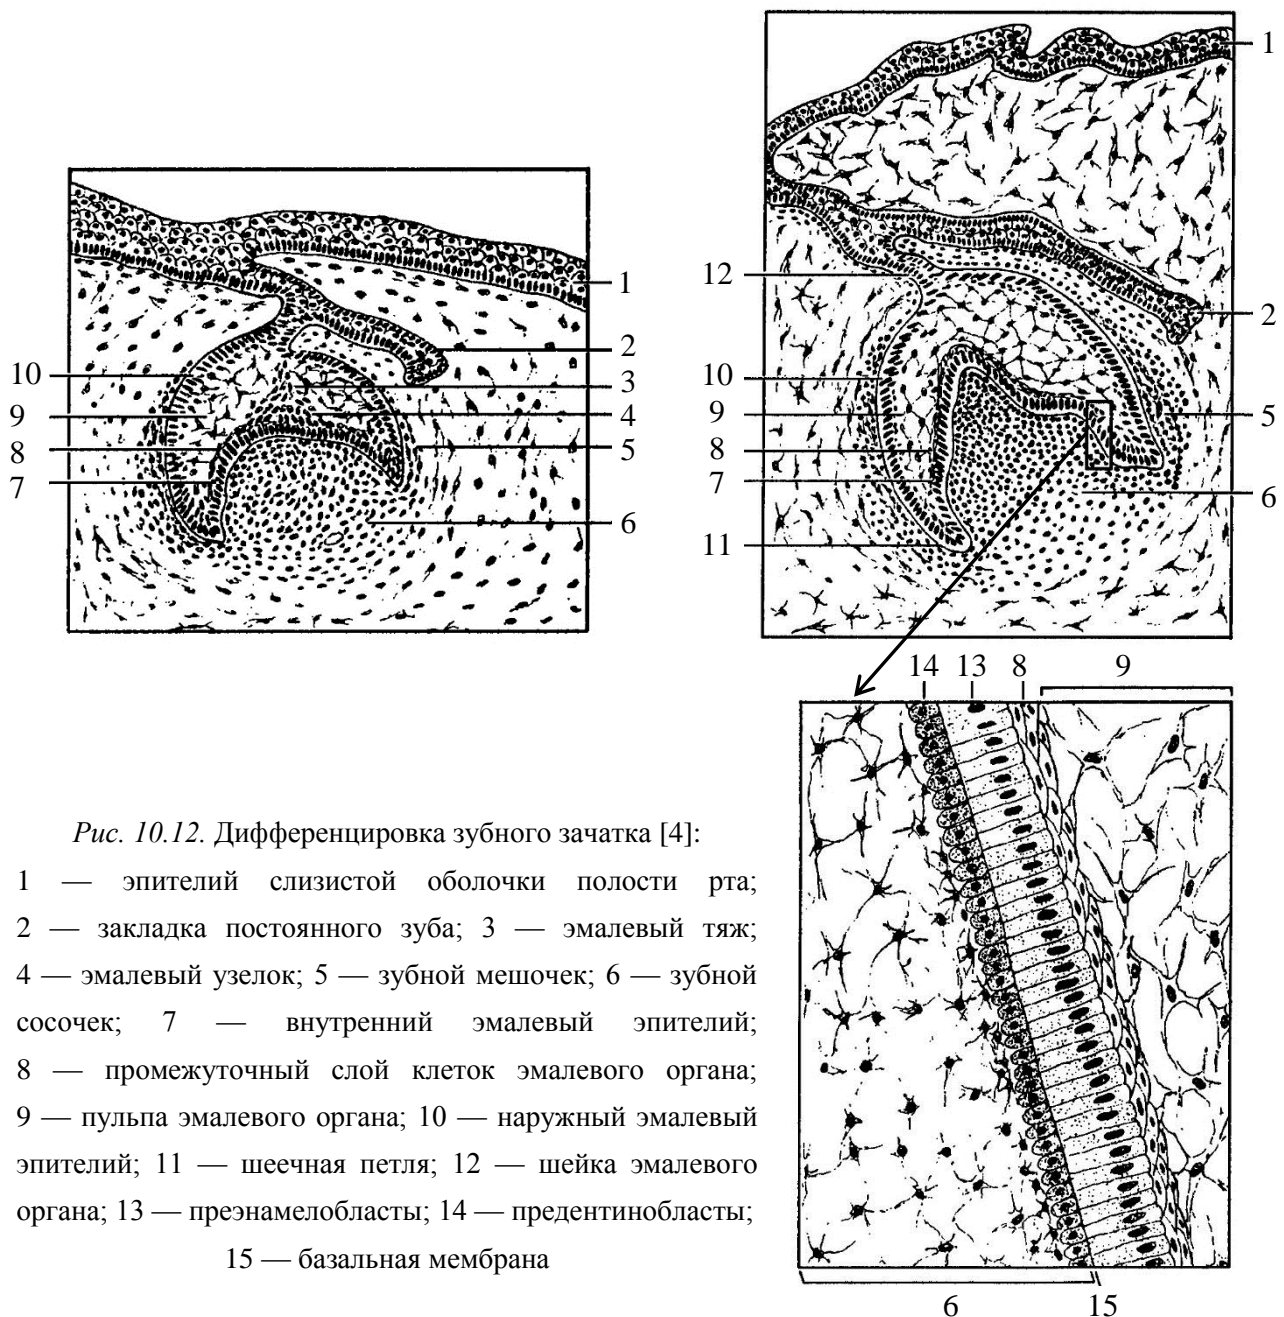 1
12
2
10
9
8
7
11
5
6
1
2
3
4
5
6
10
9
8
7
14 13 8 9
6 15
Рис. 10.12. Дифференцировка зубного зачатка [4]:
1 — эпителий слизистой оболочки полости рта;
2 — закладка постоянного зуба; 3 — эмалевый тяж;
4 — эмалевый узелок; 5 — зубной мешочек; 6 — зубной
сосочек; 7 — внутренний эмалевый эпителий;
8 — промежуточный слой клеток эмалевого органа;
9 — пульпа эмалевого органа; 10 — наружный эмалевый
эпителий; 11 — шеечная петля; 12 — шейка эмалевого
органа; 13 — преэнамелобласты; 14 — предентинобласты;
15 — базальная мембрана